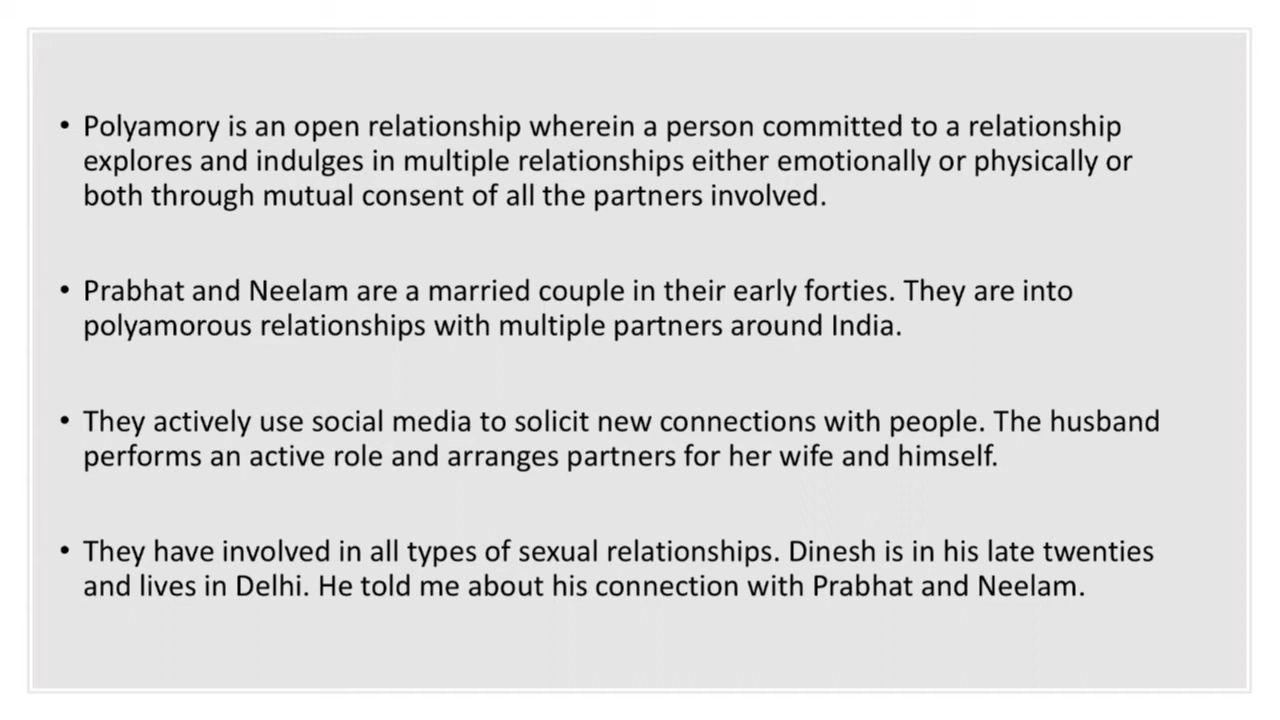 • Polyamory is an open relationship wherein a person committed to a relationship
explores and indulges in multiple relationships either emotionally or physically or
both through mutual consent of all the partners involved.
• Prabhat and Neelam are a married couple in their early forties. They are into
polyamorous relationships with multiple partners around India.
• They actively use social media to solicit new connections with people. The husband
performs an active role and arranges partners for her wife and himself.
• They have involved in all types of sexual relationships. Dinesh is in his late twenties
and lives in Delhi. He told me about his connection with Prabhat and Neelam.